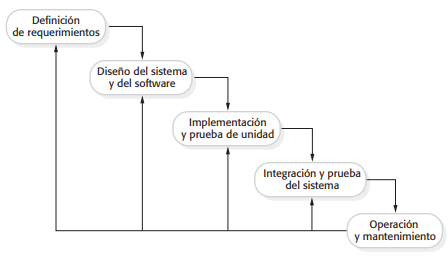 Definición
de requerimientos
Diseño del sistema
y del software
Implementación
y prueba de unidad
Integración y prueba
del sistema
Operación
y mantenimiento